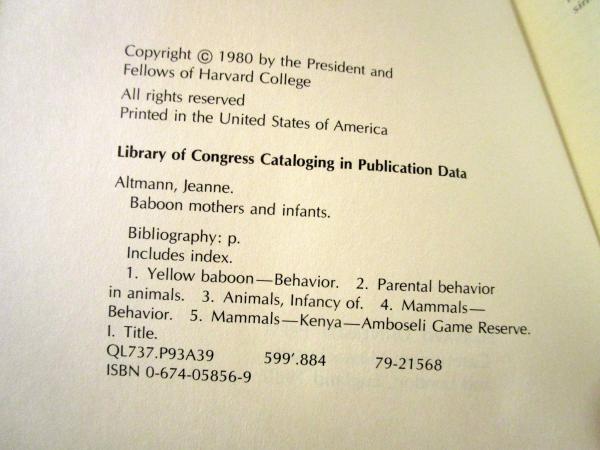 Copyright © 1980 by the President and
Fellows of Harvard College
All rights reserved
Printed in the United States of America
Library of Congress Cataloging in Publication Data
Altmann, Jeanne.
Baboon mothers and infants.
Bibliography: p.
Includes index.
1. Yellow baboon—Behavior. 2. Parental behavior
in animals. 3. Animals, Infancy of. 4. Mammals—
Behavior. 5. Mammals—Kenya—Amboseli Game Reserve.
I. Title.
QL737.P93A39 599'.884 79-21568
ISBN 0-674-05856-9